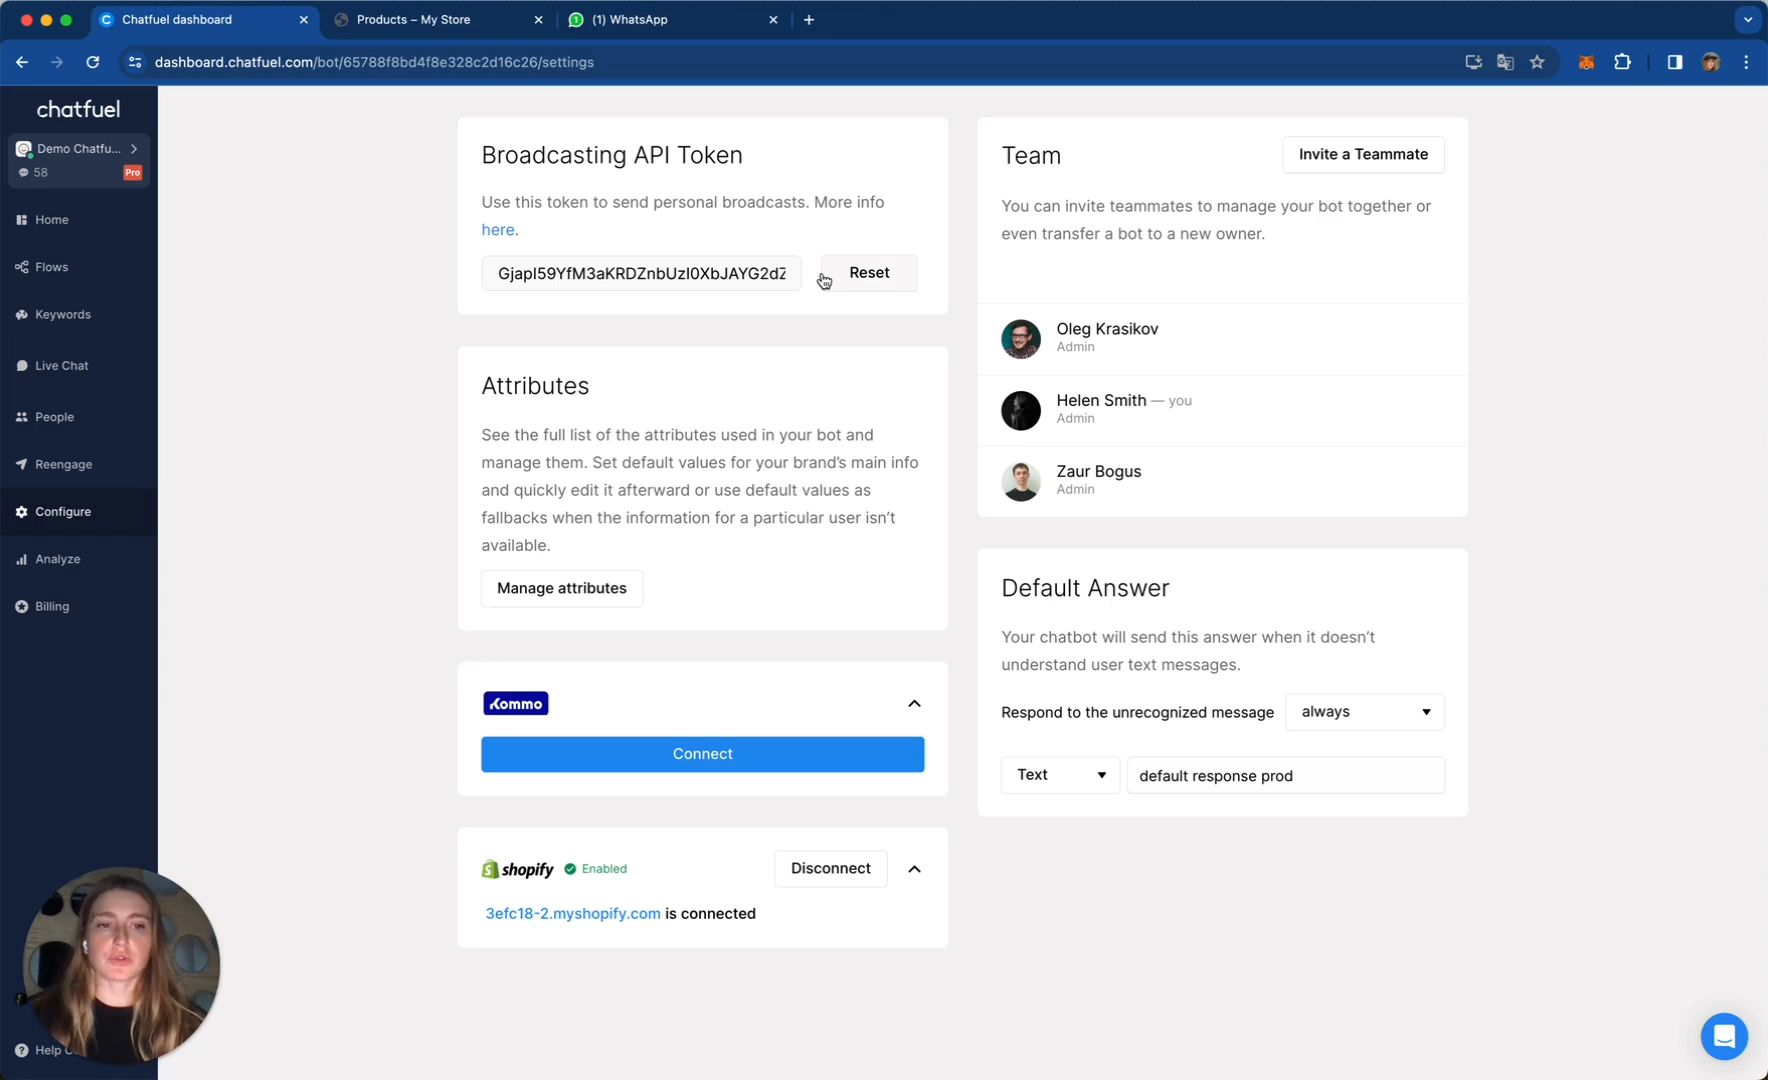 Chatfuel dashboard
Products – My Store
(1) WhatsApp
dashboard.chatfuel.com/bot/65788f8bd4f8e328c2d16c26/settings
chatfuel
Demo Chatfu...
58
Pro
Home
Flows
Keywords
Live Chat
People
Reengage
Configure
Analyze
Billing
Help
Broadcasting API Token
Use this token to send personal broadcasts. More info
here.
GjapI59YfM3aKRDZnbUzI0XbJAYG2dZ
Reset
Attributes
See the full list of the attributes used in your bot and
manage them. Set default values for your brand’s main info
and quickly edit it afterward or use default values as
fallbacks when the information for a particular user isn’t
available.
Manage attributes
Kommo
Connect
shopify
Enabled
Disconnect
3efc18-2.myshopify.com is connected
Team
Invite a Teammate
You can invite teammates to manage your bot together or
even transfer a bot to a new owner.
Oleg Krasikov
Admin
Helen Smith — you
Admin
Zaur Bogus
Admin
Default Answer
Your chatbot will send this answer when it doesn’t
understand user text messages.
Respond to the unrecognized message
always
Text
default response prod